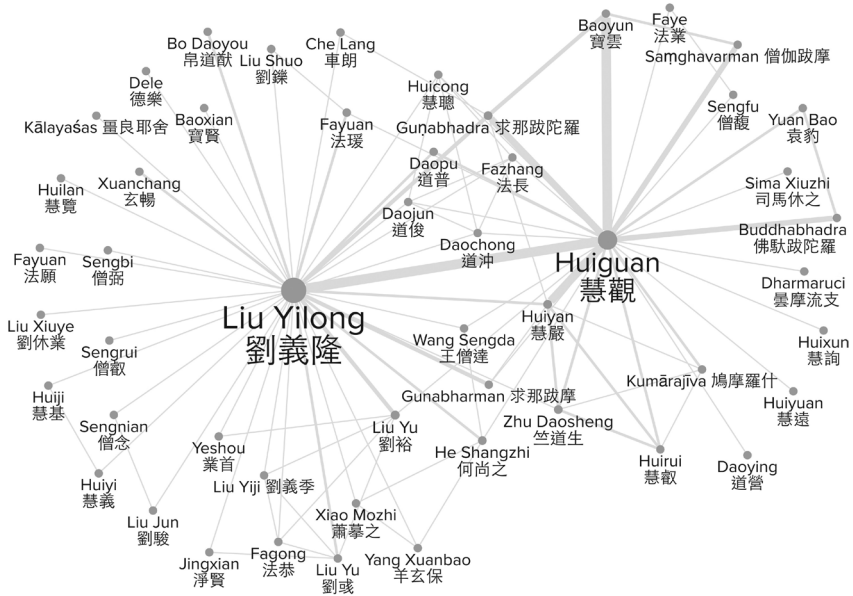 Baoyun
寶雲
Faye
法業
Bo Daoyou
帛道猷
Liu Shuo
劉鑠
Che Lang
車朗
Saṃghavarman 僧伽跋摩
Dele
德樂
Huicong
慧聰
Sengfu
僧馥
Yuan Bao
袁豹
Kālayaśas 畺良耶舍
Baoxian
寶賢
Fayuan
法瑗
Guṇabhadra 求那跋陀羅
Daopu
道普
Fazhang
法長
Huilan
慧覽
Xuanchang
玄暢
Sima Xiuzhi
司馬休之
Daojun
道俊
Buddhabhadra
佛馱跋陀羅
Fayuan
法願
Sengbi
僧弼
Daochong
道沖
Huiguan
慧觀
Dharmaruci
曇摩流支
Liu Yilong
劉義隆
Liu Xiuye
劉休業
Huiyan
慧嚴
Wang Sengda
王僧達
Huixun
慧詢
Sengrui
僧叡
Kumārajīva 鳩摩羅什
Huiji
慧基
Gunabharman 求那跋摩
Huiyuan
慧遠
Sengnian
僧念
Liu Yu
劉裕
Zhu Daosheng
竺道生
Yeshou
業首
He Shangzhi
何尚之
Huirui
慧叡
Daoying
道營
Huiyi
慧義
Liu Yiji 劉義季
Liu Jun
劉駿
Xiao Mozhi
蕭摹之
Jingxian
淨賢
Fagong
法恭
Liu Yu
劉彧
Yang Xuanbao
羊玄保